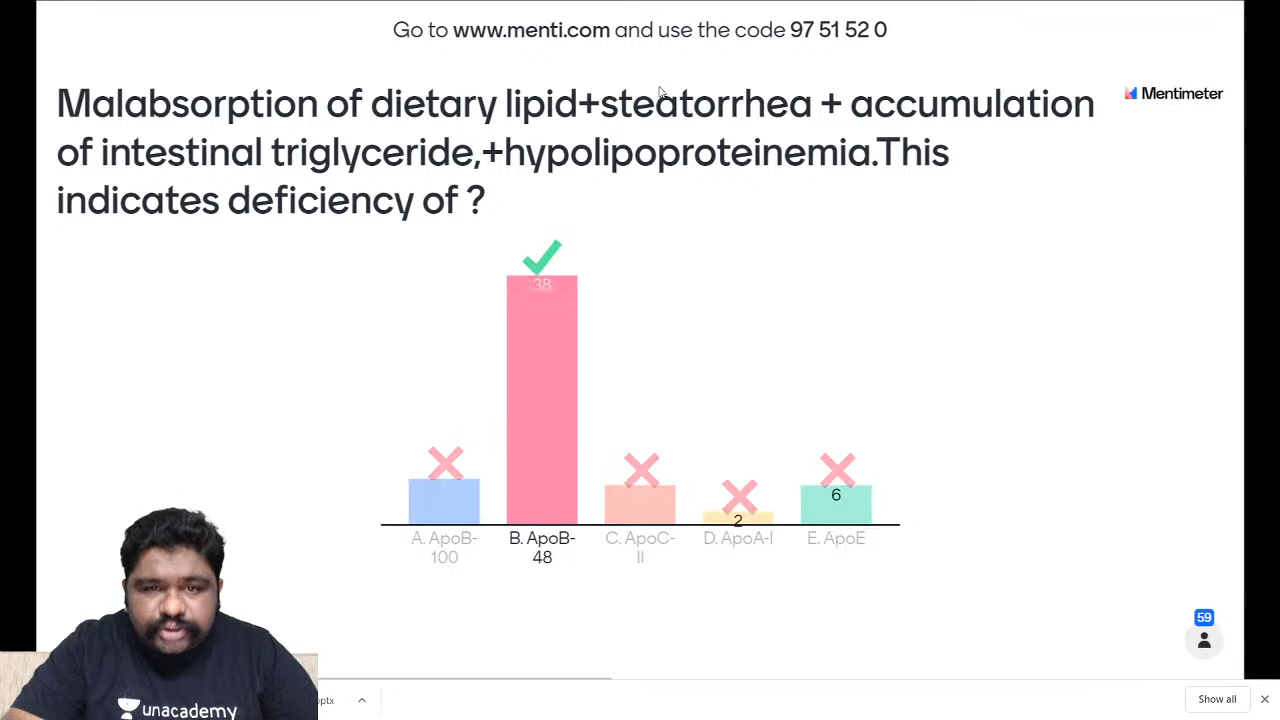 Go to www.menti.com and use the code 97 51 52 0
Malabsorption of dietary lipid+steatorrhea + accumulation
of intestinal triglyceride,+hypolipoproteinemia.This
indicates deficiency of ?
Mentimeter
38
2
6
A. ApoB-
100
B. ApoB-
48
C. ApoC-
II
D. ApoA-I
E. ApoE
59
unacademy
pptx
Show all